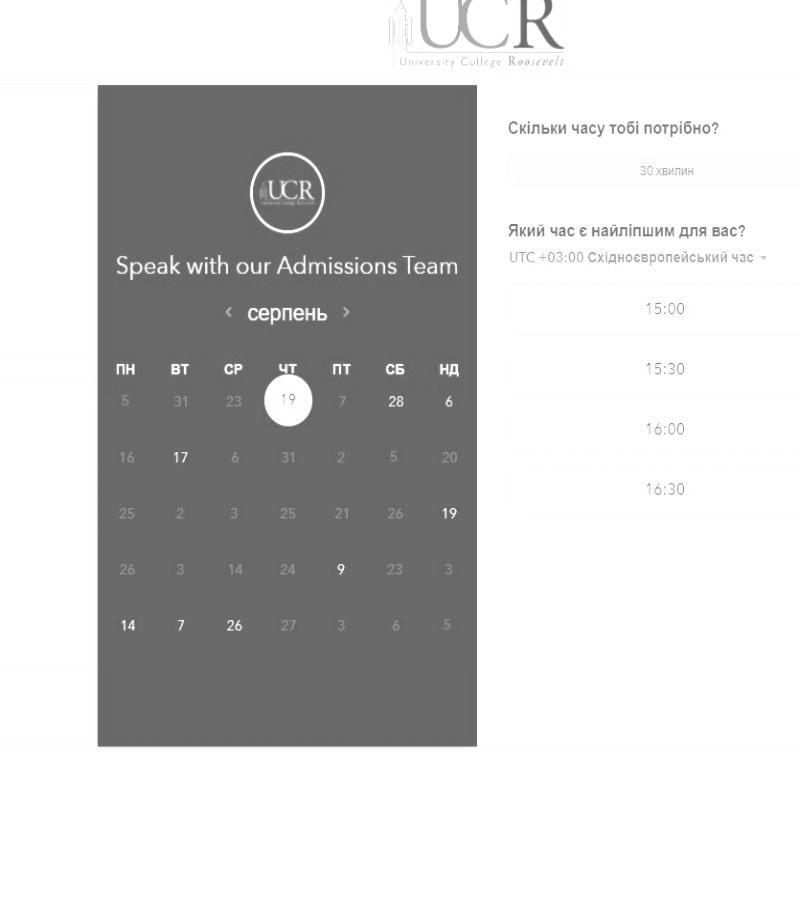 UCR
University College Roosevelt
UCR
Speak with our Admissions Team
‹ серпень ›
ПН ВТ СР ЧТ ПТ СБ НД
5 31 23 19 7 28 6
16 17 6 31 2 5 20
25 2 3 25 21 26 19
26 3 14 24 9 23 3
14 7 26 27 3 6 5
Скільки часу тобі потрібно?
30 хвилин
Який час є найліпшим для вас?
UTC +03:00 Східноєвропейський час
15:00
15:30
16:00
16:30